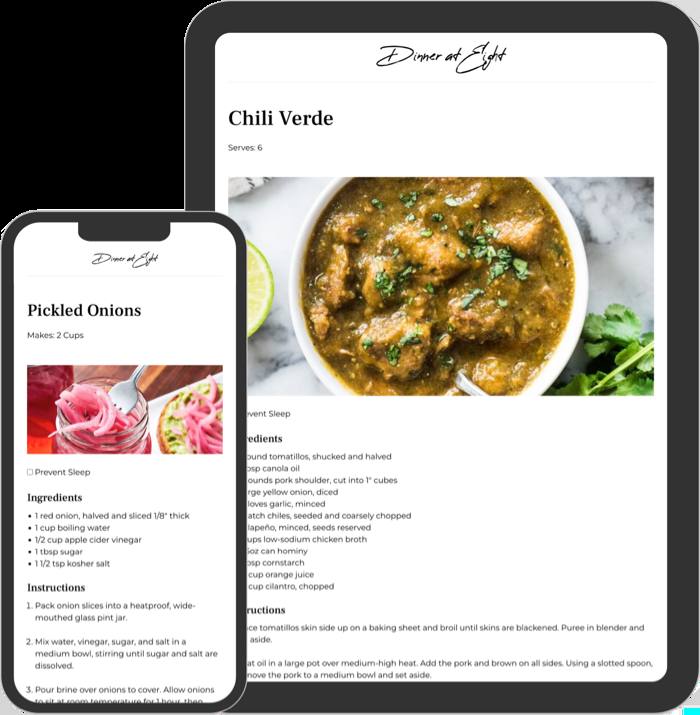 Dinner at Eight
Chili Verde
Serves: 6
vent Sleep
edients
ound tomatillos, shucked and halved
bsp canola oil
ounds pork shoulder, cut into 1" cubes
rge yellow onion, diced
loves garlic, minced
atch chiles, seeded and coarsely chopped
lapeño, minced, seeds reserved
ups low-sodium chicken broth
oz can hominy
bsp cornstarch
cup orange juice
cup cilantro, chopped
ructions
ce tomatillos skin side up on a baking sheet and broil until skins are blackened. Puree in blender and
aside.
at oil in a large pot over medium-high heat. Add the pork and brown on all sides. Using a slotted spoon,
move the pork to a medium bowl and set aside.
Dinner at Eight
Pickled Onions
Makes: 2 Cups
Prevent Sleep
Ingredients
• 1 red onion, halved and sliced 1/8" thick
• 1 cup boiling water
• 1/2 cup apple cider vinegar
• 1 tbsp sugar
• 1 1/2 tsp kosher salt
Instructions
1. Pack onion slices into a heatproof, wide-
mouthed glass pint jar.
2. Mix water, vinegar, sugar, and salt in a
medium bowl, stirring until sugar and salt are
dissolved.
3. Pour brine over onions to cover. Allow onions
to sit at room temperature for 1 hour, then